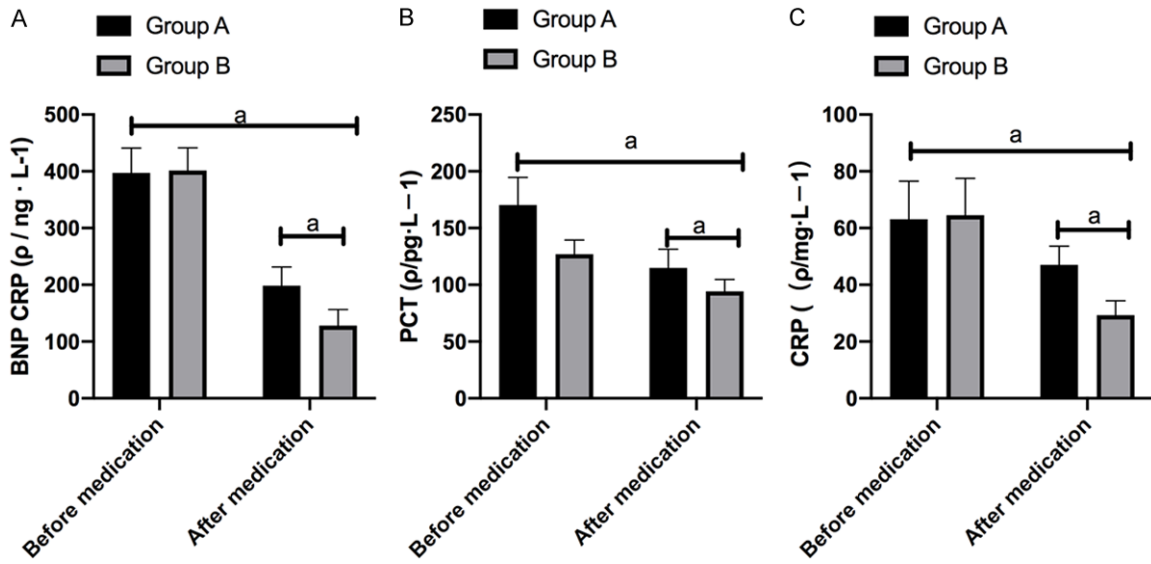 A
Group A
Group B
BNP CRP (ρ / ng · L-1)
500
400
300
200
100
0
a
a
Before medication
After medication
B
Group A
Group B
PCT (ρ/pg·L−1)
250
200
150
100
50
0
a
a
Before medication
After medication
C
Group A
Group B
CRP ( (ρ/mg·L−1)
100
80
60
40
20
0
a
a
Before medication
After medication